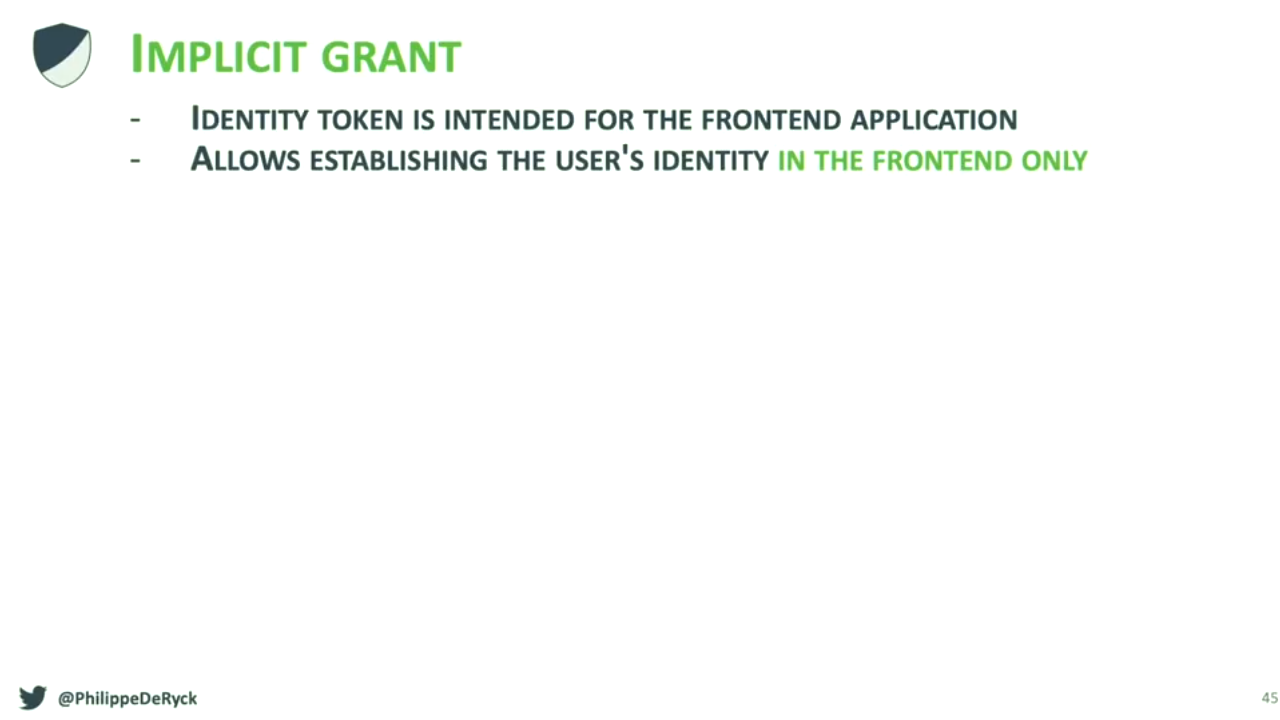 IMPLICIT GRANT
- IDENTITY TOKEN IS INTENDED FOR THE FRONTEND APPLICATION
- ALLOWS ESTABLISHING THE USER'S IDENTITY IN THE FRONTEND ONLY
@PhilippeDeRyck
45